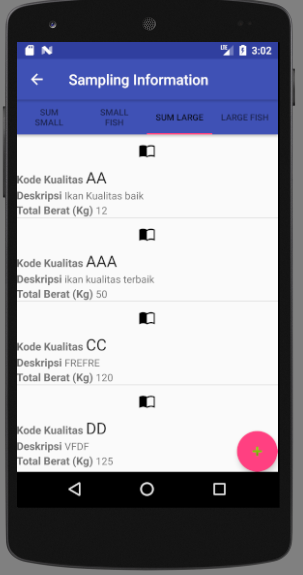 LTE 3:02
Sampling Information
SUM
SMALL
SMALL
FISH
SUM LARGE
LARGE FISH
Kode Kualitas AA
Deskripsi Ikan Kualitas baik
Total Berat (Kg) 12
Kode Kualitas AAA
Deskripsi ikan kualitas terbaik
Total Berat (Kg) 50
Kode Kualitas CC
Deskripsi FREFRE
Total Berat (Kg) 120
Kode Kualitas DD
Deskripsi VFDF
Total Berat (Kg) 125